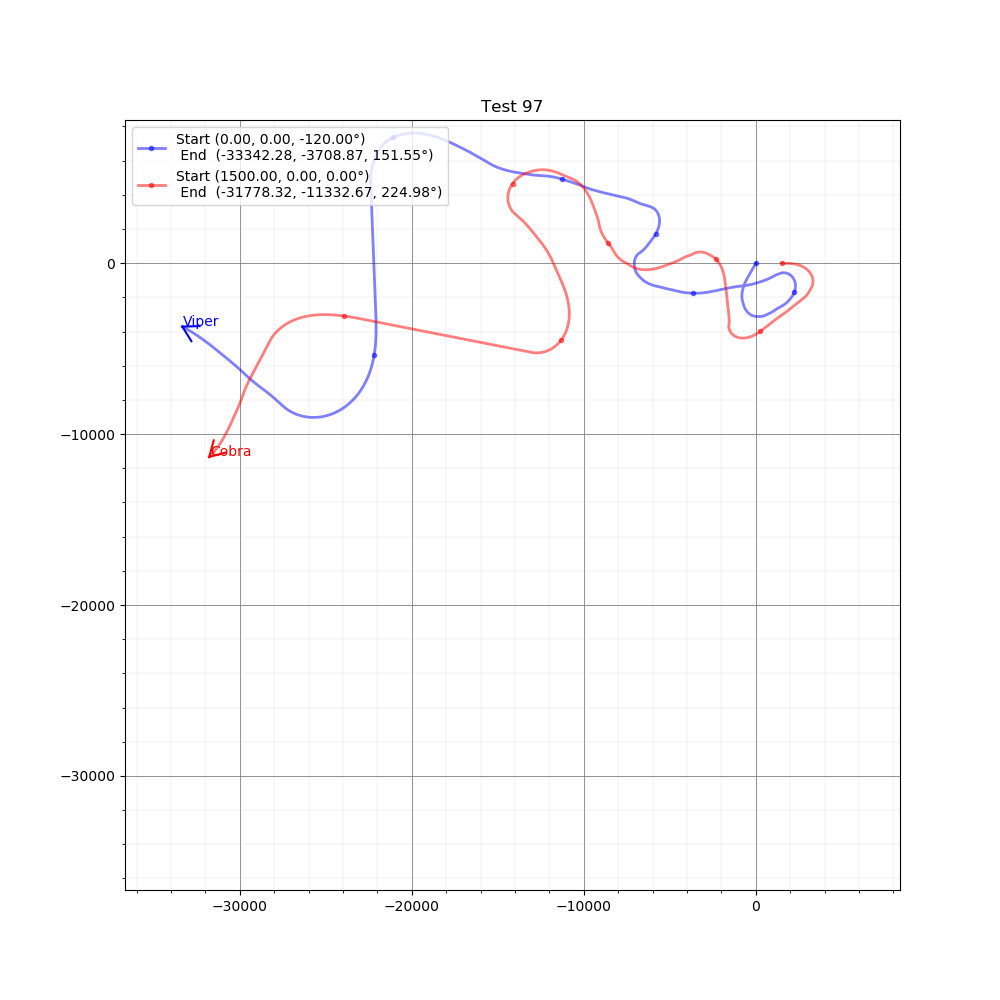 Test 97
Start (0.00, 0.00, -120.00°)
End  (-33342.28, -3708.87, 151.55°)
Start (1500.00, 0.00, 0.00°)
End  (-31778.32, -11332.67, 224.98°)
0
Viper
−10000
Cobra
−20000
−30000
−30000
−20000
−10000
0